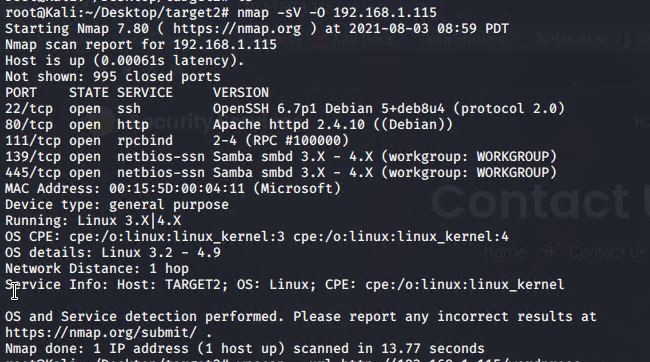 root@Kali:~/Desktop/target2# nmap -sV -O 192.168.1.115
Starting Nmap 7.80 ( https://nmap.org ) at 2021-08-03 08:59 PDT
Nmap scan report for 192.168.1.115
Host is up (0.00061s latency).
Not shown: 995 closed ports
PORT    STATE SERVICE     VERSION
22/tcp  open  ssh         OpenSSH 6.7p1 Debian 5+deb8u4 (protocol 2.0)
80/tcp  open  http        Apache httpd 2.4.10 ((Debian))
111/tcp open  rpcbind     2-4 (RPC #100000)
139/tcp open  netbios-ssn Samba smbd 3.X - 4.X (workgroup: WORKGROUP)
445/tcp open  netbios-ssn Samba smbd 3.X - 4.X (workgroup: WORKGROUP)
MAC Address: 00:15:5D:00:04:11 (Microsoft)
Device type: general purpose
Running: Linux 3.X|4.X
OS CPE: cpe:/o:linux:linux_kernel:3 cpe:/o:linux:linux_kernel:4
OS details: Linux 3.2 - 4.9
Network Distance: 1 hop
Service Info: Host: TARGET2; OS: Linux; CPE: cpe:/o:linux:linux_kernel
OS and Service detection performed. Please report any incorrect results at
https://nmap.org/submit/ .
Nmap done: 1 IP address (1 host up) scanned in 13.77 seconds
Contact U
Home
Contact Us